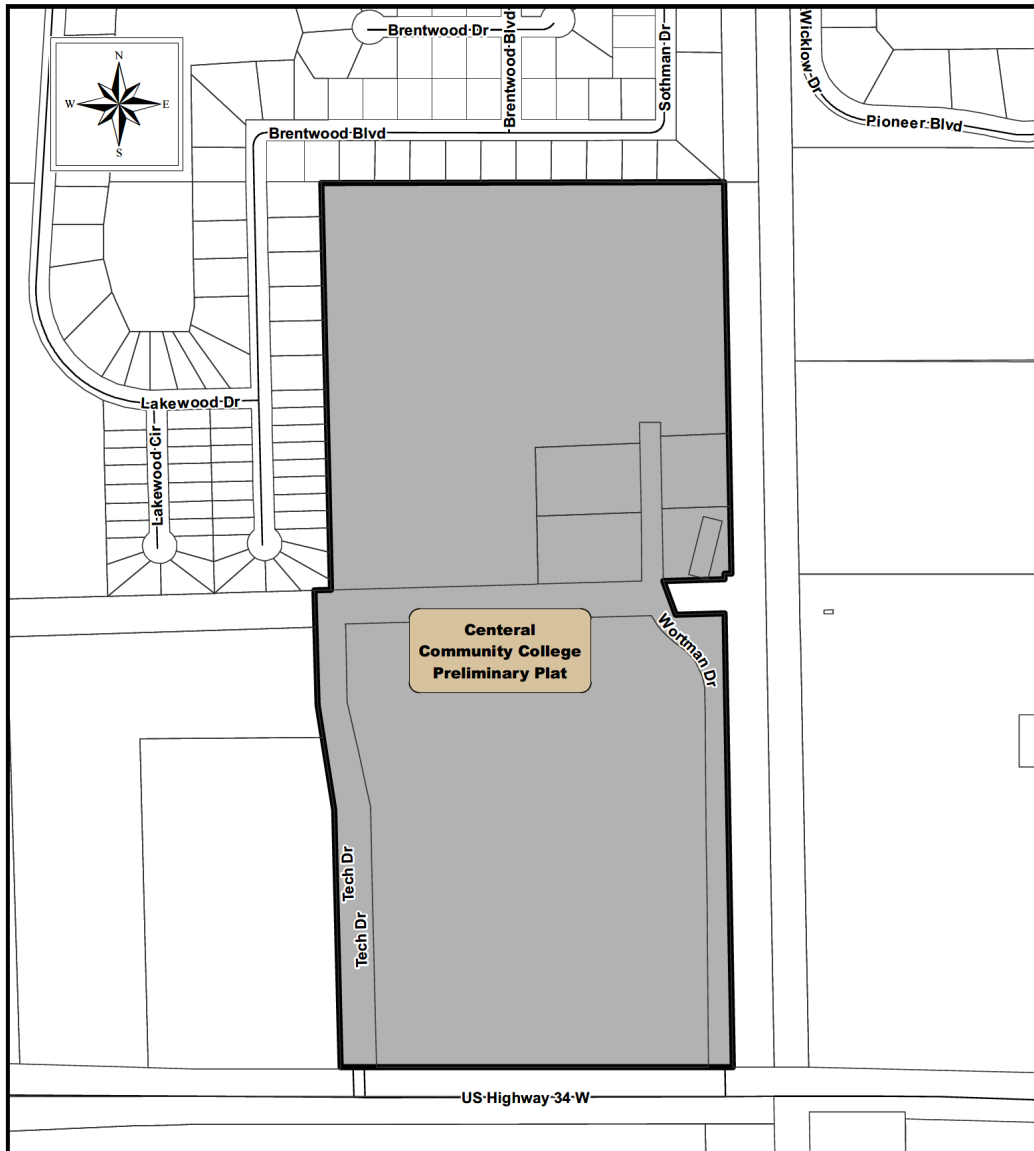 Brentwood Dr
Brentwood Blvd
Sothman Dr
Wicklow Dr
N
W E
S
Brentwood Blvd
Pioneer Blvd
Lakewood Dr
Lakewood Cir
Centeral
Community College
Preliminary Plat
Wortman Dr
Tech Dr
Tech Dr
US Highway 34 W